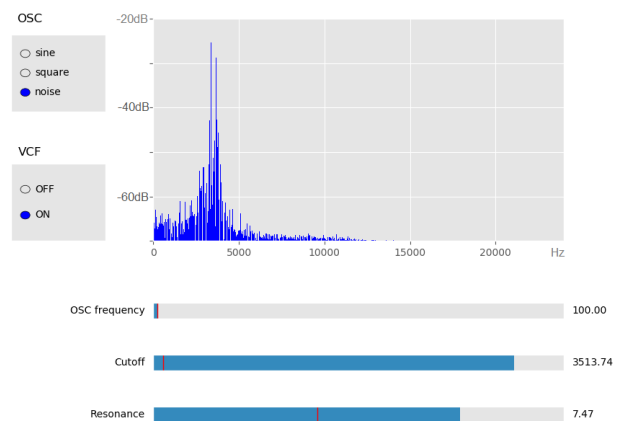 OSC
sine
square
noise
VCF
OFF
ON
-20dB
-40dB
-60dB
0 5000 10000 15000 20000 Hz
OSC frequency 100.00
Cutoff 3513.74
Resonance 7.47